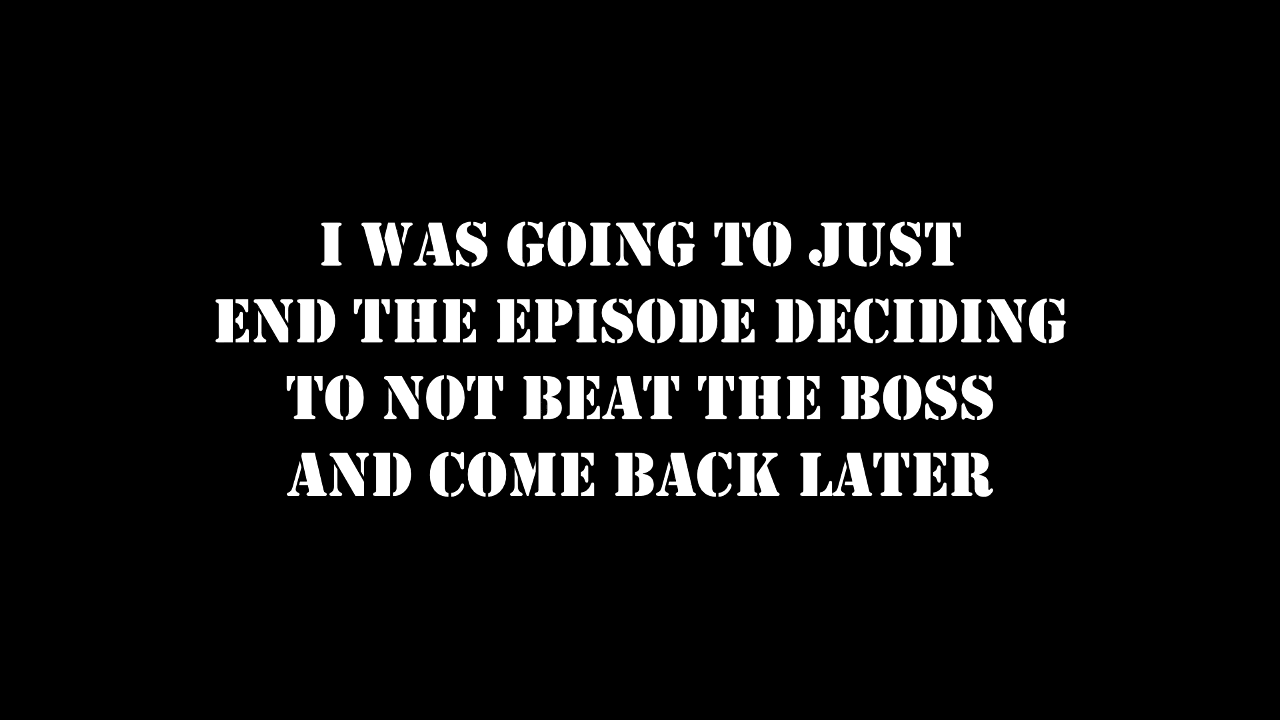 I WAS GOING TO JUST
END THE EPISODE DECIDING
TO NOT BEAT THE BOSS
AND COME BACK LATER